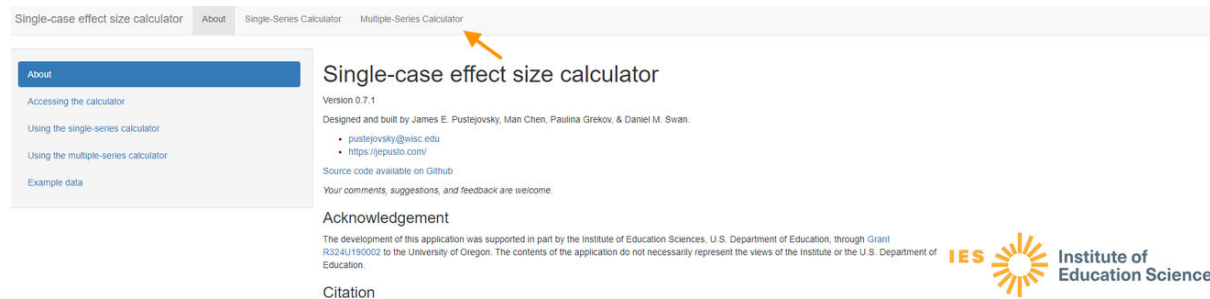 Single-case effect size calculator About Single-Series Calculator Multiple-Series Calculator
About
Accessing the calculator
Using the single-series calculator
Using the multiple-series calculator
Example data
Single-case effect size calculator
Version 0.7.1
Designed and built by James E. Pustejovsky, Man Chen, Paulina Grekov, & Daniel M. Swan.
• pustejovsky@wisc.edu
• https://jepusto.com/
Source code available on Github
Your comments, suggestions, and feedback are welcome.
Acknowledgement
The development of this application was supported in part by the Institute of Education Sciences, U.S. Department of Education, through Grant
R324U190002 to the University of Oregon. The contents of the application do not necessarily represent the views of the Institute or the U.S. Department of
Education.
Citation
IES Institute of
Education Science